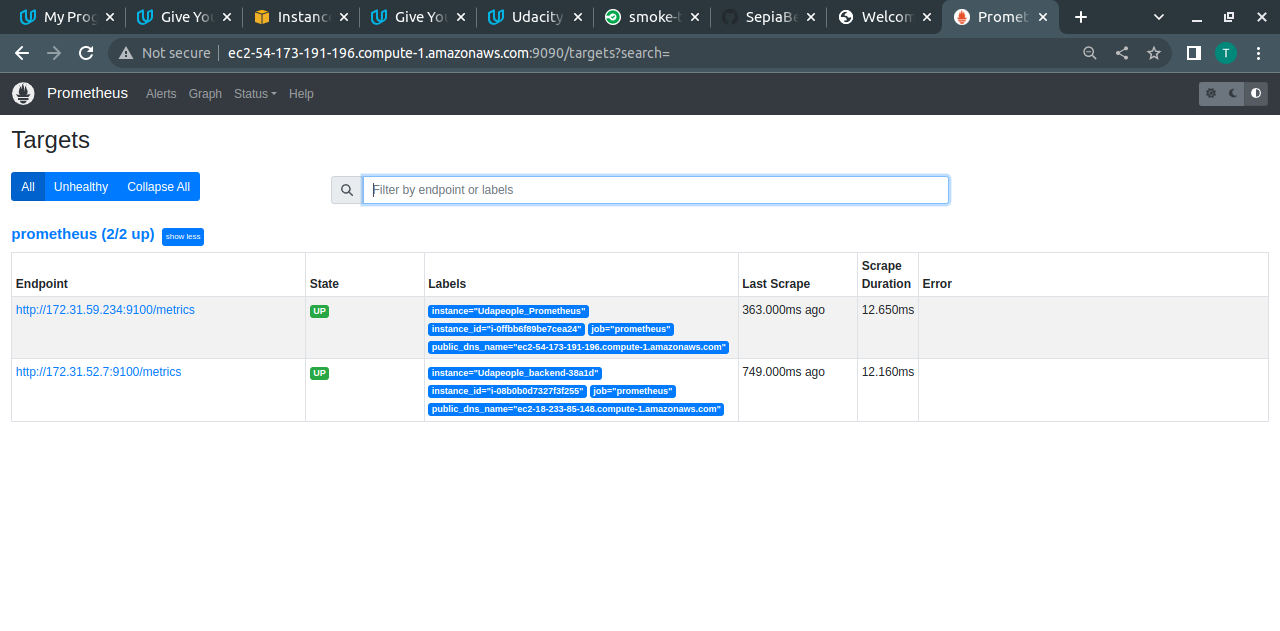 My Prog Give You Instanc Give You Udacity smoke-t SepiaBe Welcom Promet
Not secure ec2-54-173-191-196.compute-1.amazonaws.com:9090/targets?search= T
Prometheus Alerts Graph Status Help
Targets
All Unhealthy Collapse All Filter by endpoint or labels
prometheus (2/2 up) show less
Endpoint State Labels Last Scrape Scrape Duration Error
http://172.31.59.234:9100/metrics UP instance="Udapeople_Prometheus" 363.000ms ago 12.650ms
instance_id="i-0ffbb6f89be7cea24" job="prometheus"
public_dns_name="ec2-54-173-191-196.compute-1.amazonaws.com"
http://172.31.52.7:9100/metrics UP instance="Udapeople_backend-38a1d" 749.000ms ago 12.160ms
instance_id="i-08b0b0d7327f3f255" job="prometheus"
public_dns_name="ec2-18-233-85-148.compute-1.amazonaws.com"